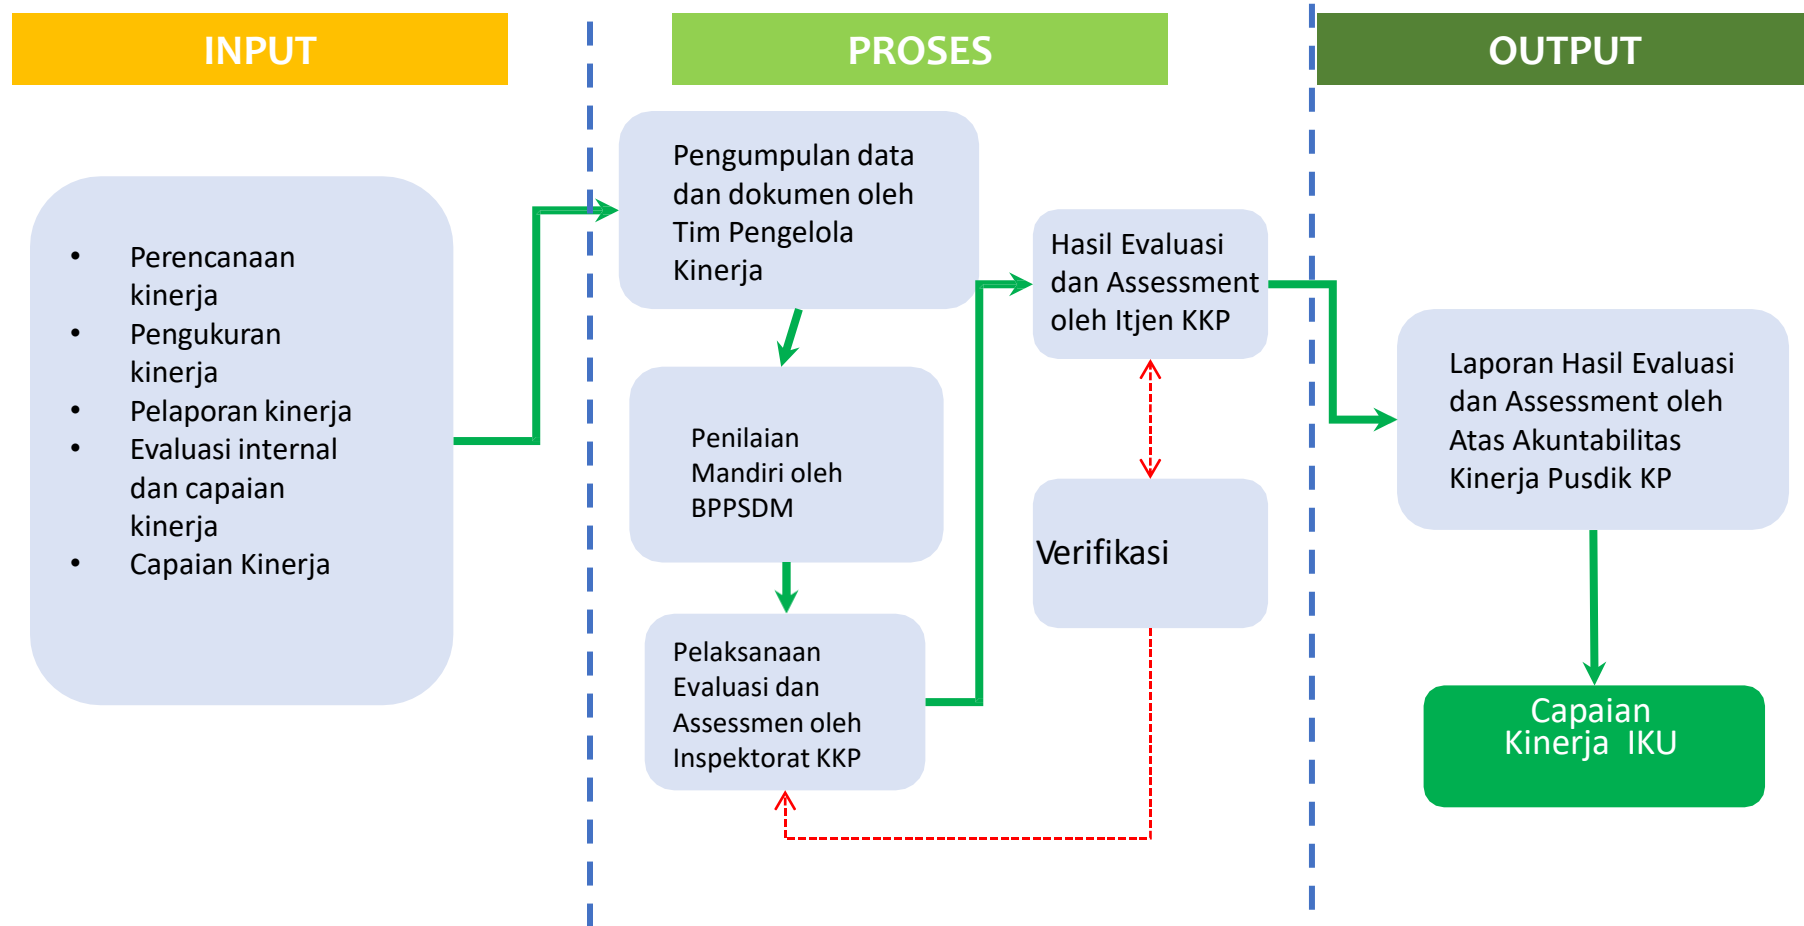 INPUT
PROSES
OUTPUT
• Perencanaan
kinerja
• Pengukuran
kinerja
• Pelaporan kinerja
• Evaluasi internal
dan capaian
kinerja
• Capaian Kinerja
Pengumpulan data
dan dokumen oleh
Tim Pengelola
Kinerja
Penilaian
Mandiri oleh
BPPSDM
Pelaksanaan
Evaluasi dan
Assessmen oleh
Inspektorat KKP
Hasil Evaluasi
dan Assessment
oleh Itjen KKP
Verifikasi
Laporan Hasil Evaluasi
dan Assessment oleh
Atas Akuntabilitas
Kinerja Pusdik KP
Capaian
Kinerja IKU